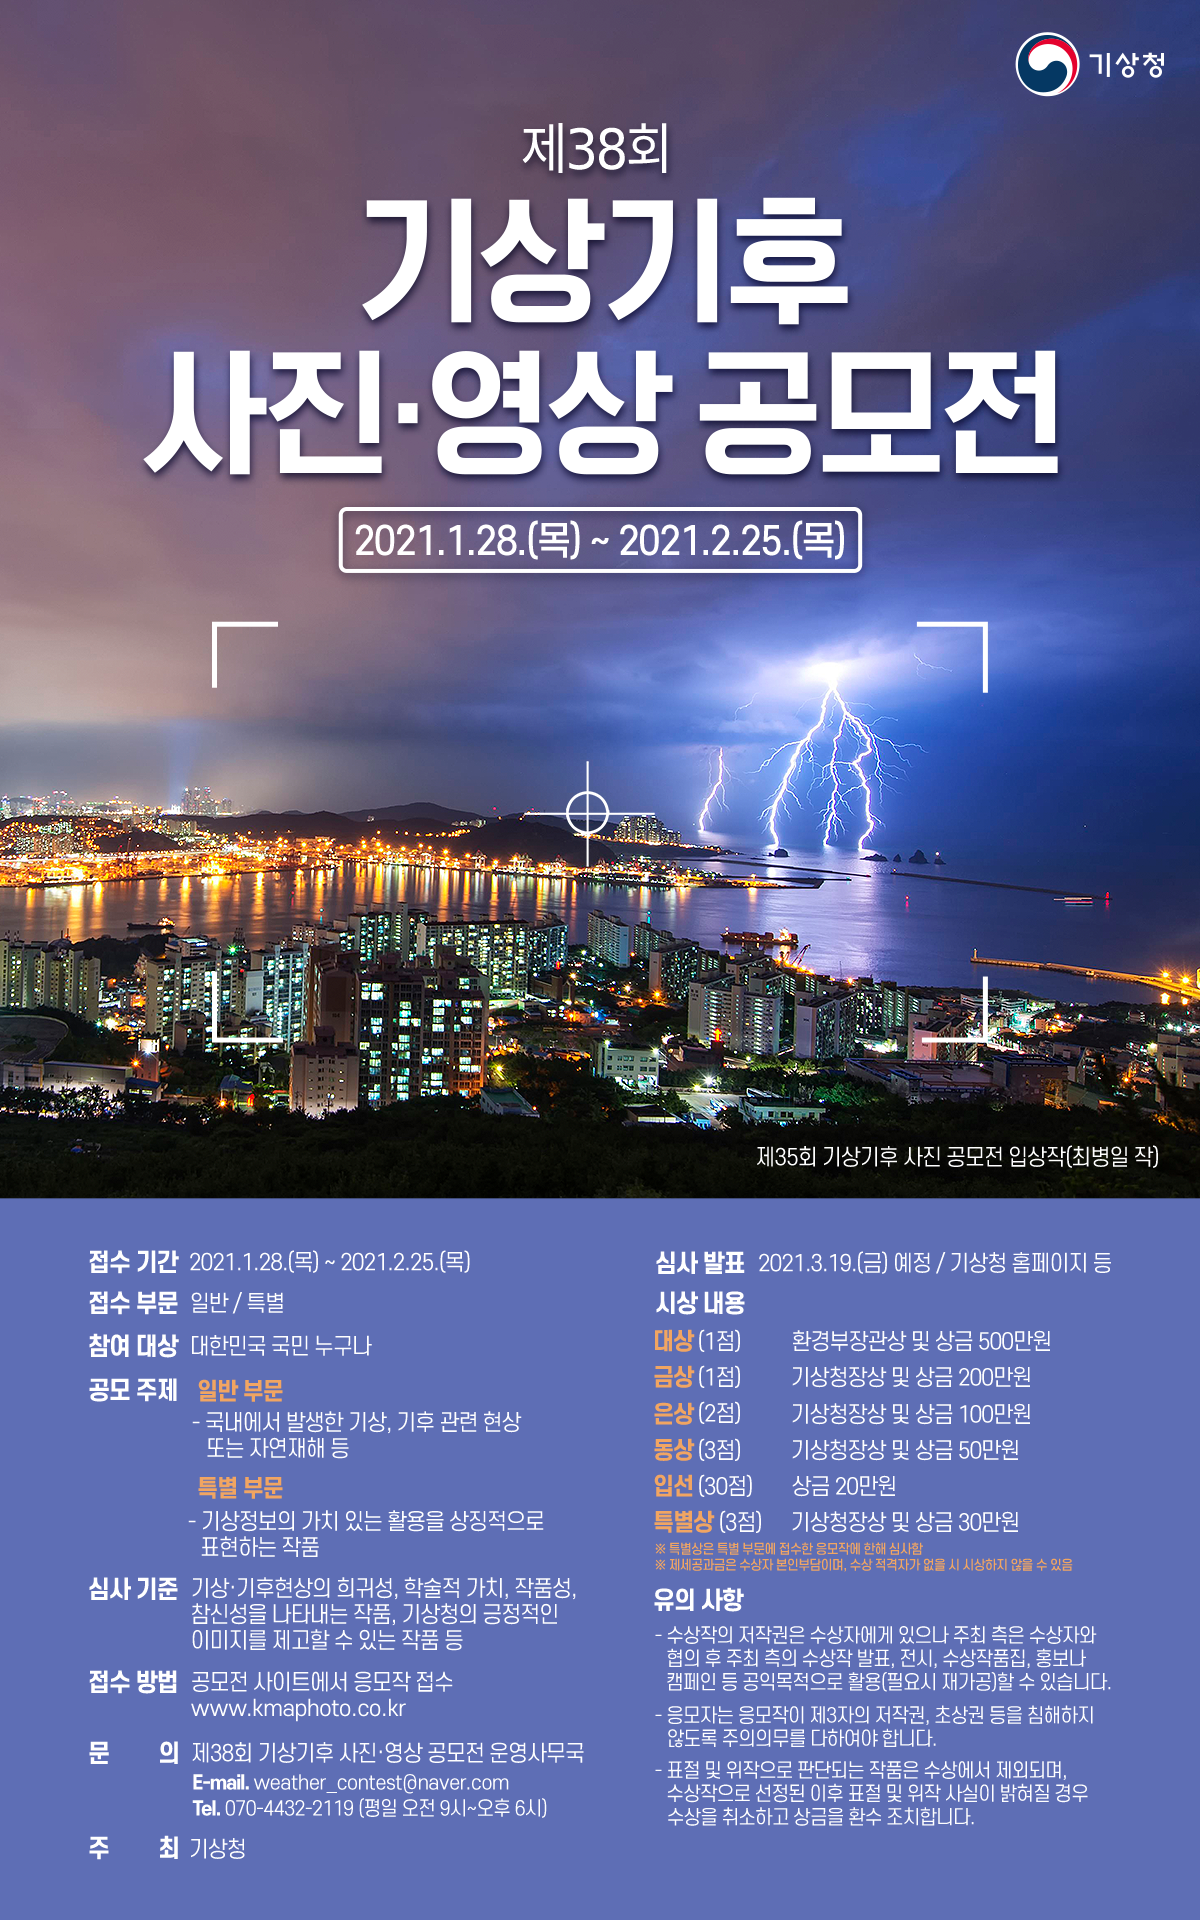 기상청
제38회
기상기후
사진·영상 공모전
2021.1.28.(목) ~ 2021.2.25.(목)
제35회 기상기후 사진 공모전 입상작(최병일 작)
접수 기간 2021.1.28.(목) ~ 2021.2.25.(목)
접수 부문 일반 / 특별
참여 대상 대한민국 국민 누구나
공모 주제 일반 부문
- 국내에서 발생한 기상, 기후 관련 현상
또는 자연재해 등
특별 부문
- 기상정보의 가치 있는 활용을 상징적으로
표현하는 작품
심사 기준 기상·기후현상의 희귀성, 학술적 가치, 작품성,
참신성을 나타내는 작품, 기상청의 긍정적인
이미지를 제고할 수 있는 작품 등
접수 방법 공모전 사이트에서 응모작 접수
www.kmaphoto.co.kr
문 의 제38회 기상기후 사진·영상 공모전 운영사무국
E-mail. weather_contest@naver.com
Tel. 070-4432-2119 (평일 오전 9시~오후 6시)
주 최 기상청
심사 발표 2021.3.19.(금) 예정 / 기상청 홈페이지 등
시상 내용
대상 (1점) 환경부장관상 및 상금 500만원
금상 (1점) 기상청장상 및 상금 200만원
은상 (2점) 기상청장상 및 상금 100만원
동상 (3점) 기상청장상 및 상금 50만원
입선 (30점) 상금 20만원
특별상 (3점) 기상청장상 및 상금 30만원
※ 특별상은 특별 부문에 접수한 응모작에 한해 심사함
※ 제세공과금은 수상자 본인부담이며, 수상 적격자가 없을 시 시상하지 않을 수 있음
유의 사항
- 수상작의 저작권은 수상자에게 있으나 주최 측은 수상자와
협의 후 주최 측의 수상작 발표, 전시, 수상작품집, 홍보나
캠페인 등 공익목적으로 활용(필요시 재가공)할 수 있습니다.
- 응모자는 응모작이 제3자의 저작권, 초상권 등을 침해하지
않도록 주의의무를 다하여야 합니다.
- 표절 및 위작으로 판단되는 작품은 수상에서 제외되며,
수상작으로 선정된 이후 표절 및 위작 사실이 밝혀질 경우
수상을 취소하고 상금을 환수 조치합니다.